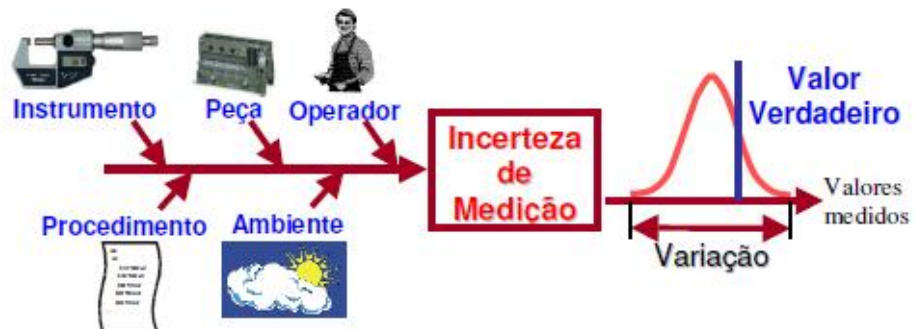 Instrumento
Peça
Operador
Procedimento
Ambiente
Incerteza
de
Medição
Valor
Verdadeiro
Valores
medidos
Variação